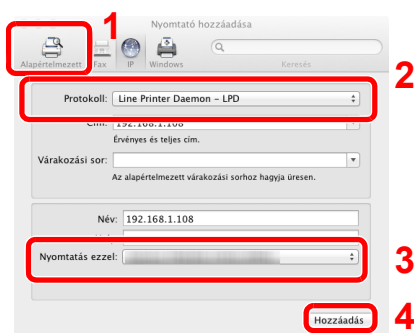 1
Nyomtató hozzáadása
Alapértelmezett Fax IP Windows Keresés
2
Protokoll: Line Printer Daemon – LPD
Cím: 192.168.1.108
Érvényes és teljes cím.
Várakozási sor:
Az alapértelmezett várakozási sorhoz hagyja üresen.
Név: 192.168.1.108
Nyomtatás ezzel:
3
Hozzáadás
4